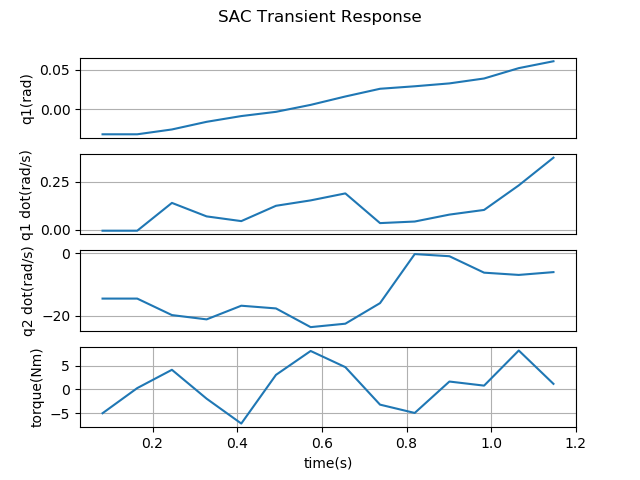 SAC Transient Response
q1(rad)
0.05
0.00
q1 dot(rad/s)
0.25
0.00
q2 dot(rad/s)
0
−20
torque(Nm)
5
0
−5
0.2 0.4 0.6 0.8 1.0 1.2
time(s)